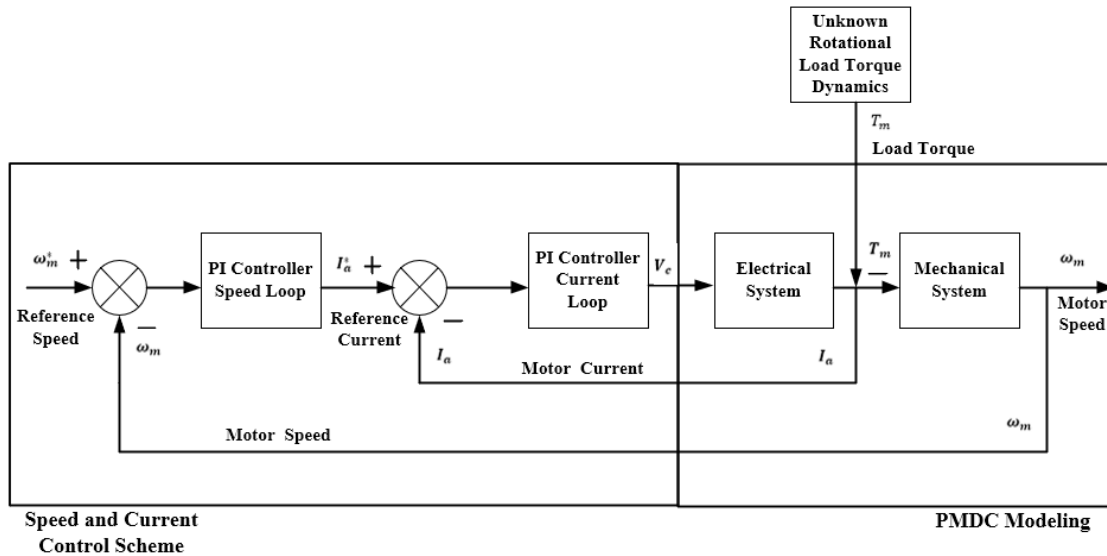 Unknown
Rotational
Load Torque
Dynamics
T_m
Load Torque
ω*_m +
PI Controller
Speed Loop
I*_a +
PI Controller
Current
Loop
V_c
Electrical
System
T_m
−
Mechanical
System
ω_m
Reference
Speed
−
ω_m
Reference
Current
−
I_a
Motor
Speed
Motor Current
I_a
Motor Speed
ω_m
Speed and Current
Control Scheme
PMDC Modeling